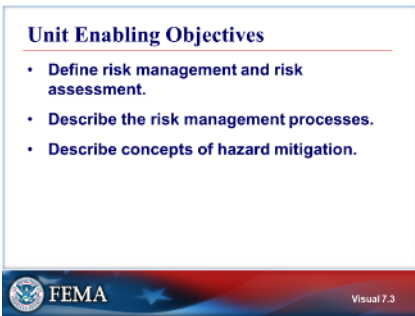 Unit Enabling Objectives
• Define risk management and risk
assessment.
• Describe the risk management processes.
• Describe concepts of hazard mitigation.
FEMA
Visual 7.3